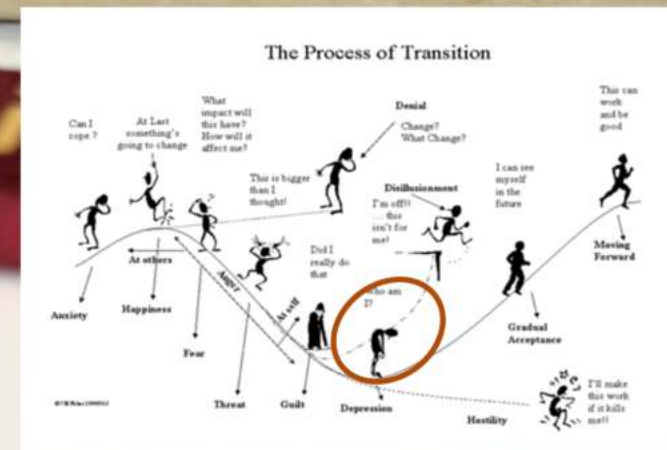 The Process of Transition
Can I
cope ?
At Last
something's
going to change
What
impact will
this have?
How will it
affect me?
This is bigger
than I
thought!
Denial
Change?
What Change?
Disillusionment
I'm off!!
... this
isn't for
me!
I can see
myself
in the
future
This can
work
and be
good
At others
Anger
At self
Did I
really do
that
who am
I?
Anxiety
Happiness
Fear
Threat
Guilt
Depression
Hostility
Gradual
Acceptance
Moving
Forward
I'll make
this work
if it kills
me!!